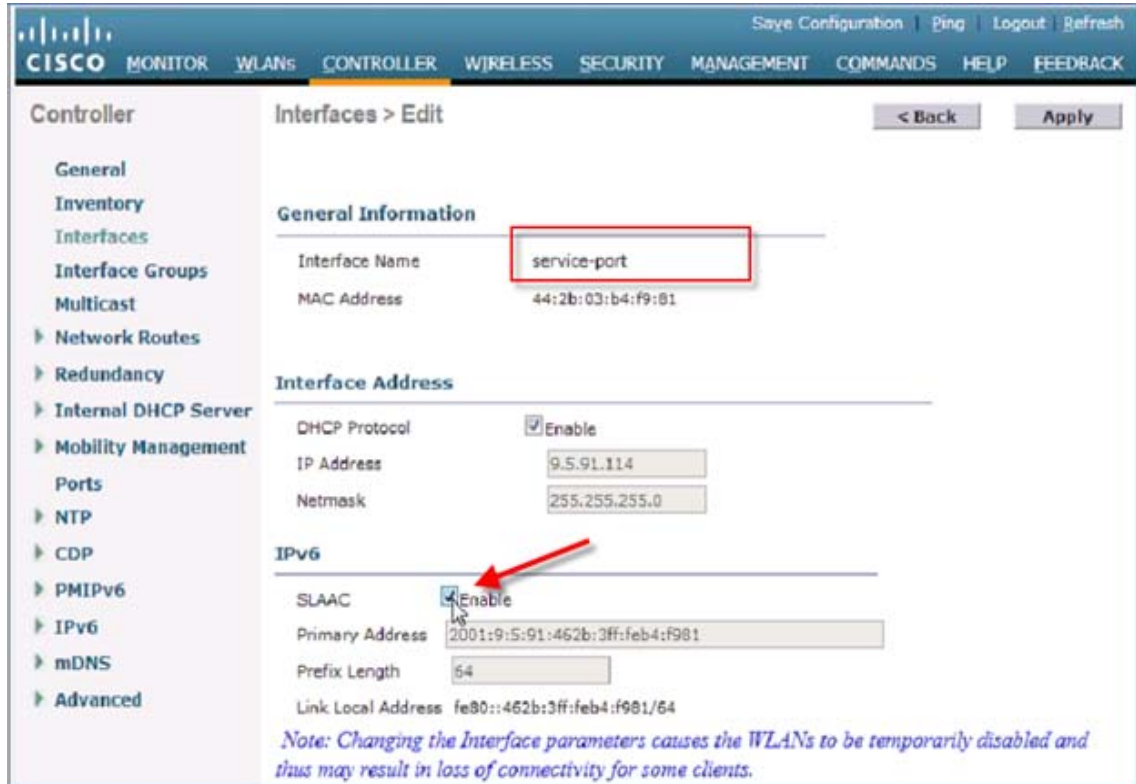 Save Configuration | Ping | Logout | Refresh
CISCO MONITOR WLANs CONTROLLER WIRELESS SECURITY MANAGEMENT COMMANDS HELP FEEDBACK
Controller
General
Inventory
Interfaces
Interface Groups
Multicast
Network Routes
Redundancy
Internal DHCP Server
Mobility Management
Ports
NTP
CDP
PMIPv6
IPv6
mDNS
Advanced
Interfaces > Edit
< Back
Apply
General Information
Interface Name service-port
MAC Address 44:2b:03:b4:f9:81
Interface Address
DHCP Protocol Enable
IP Address 9.5.91.114
Netmask 255.255.255.0
IPv6
SLAAC Enable
Primary Address 2001:9:5:91:462b:3ff:feb4:f981
Prefix Length 64
Link Local Address fe80::462b:3ff:feb4:f981/64
Note: Changing the Interface parameters causes the WLANs to be temporarily disabled and
thus may result in loss of connectivity for some clients.